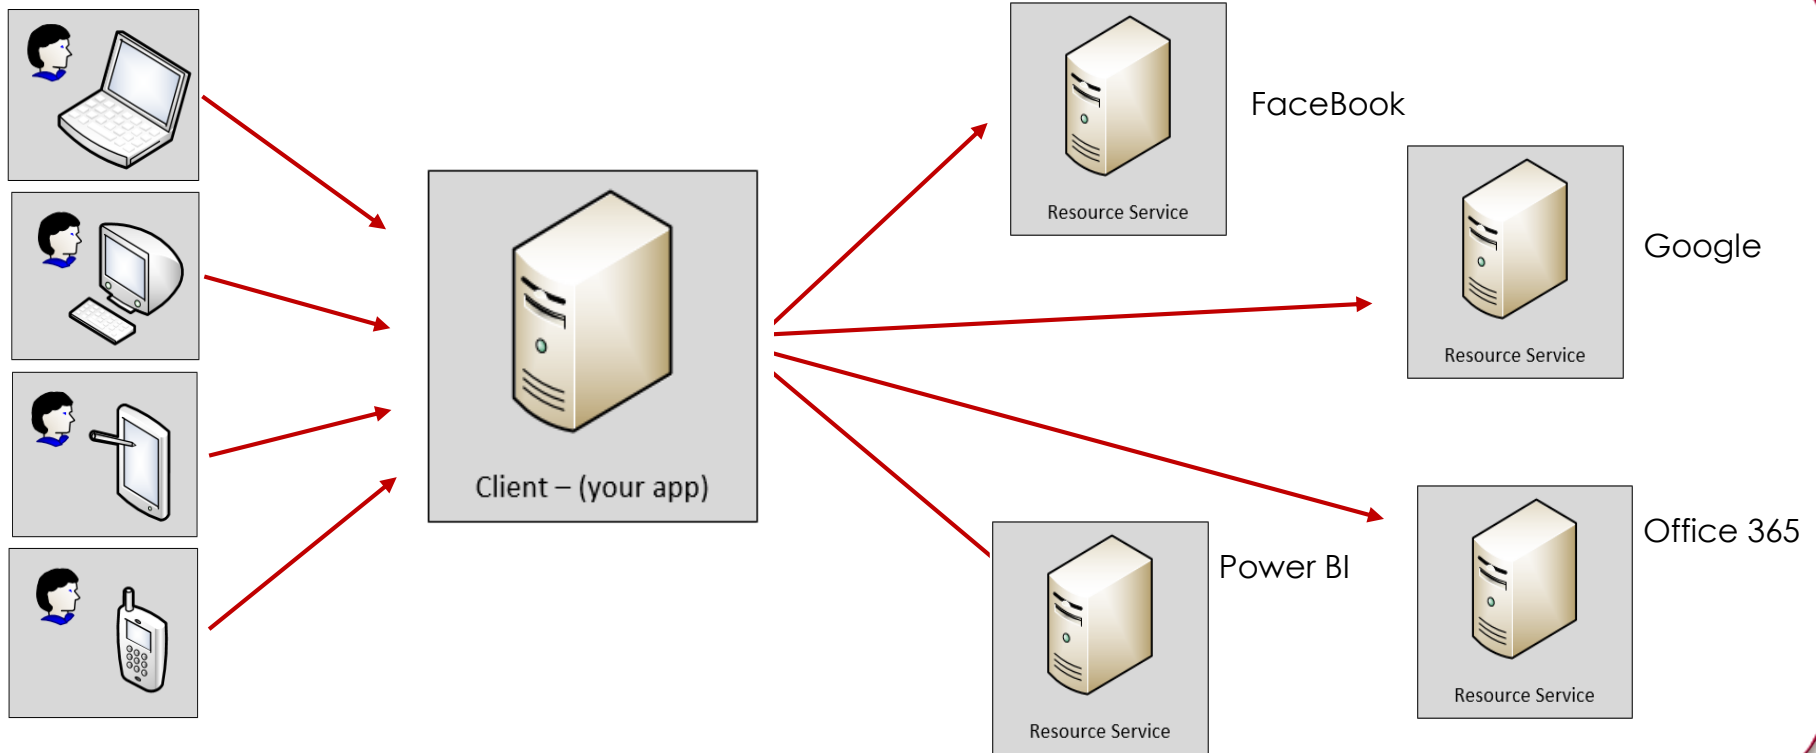 FaceBook
Resource Service
Google
Resource Service
Client – (your app)
Office 365
Resource Service
Power BI
Resource Service